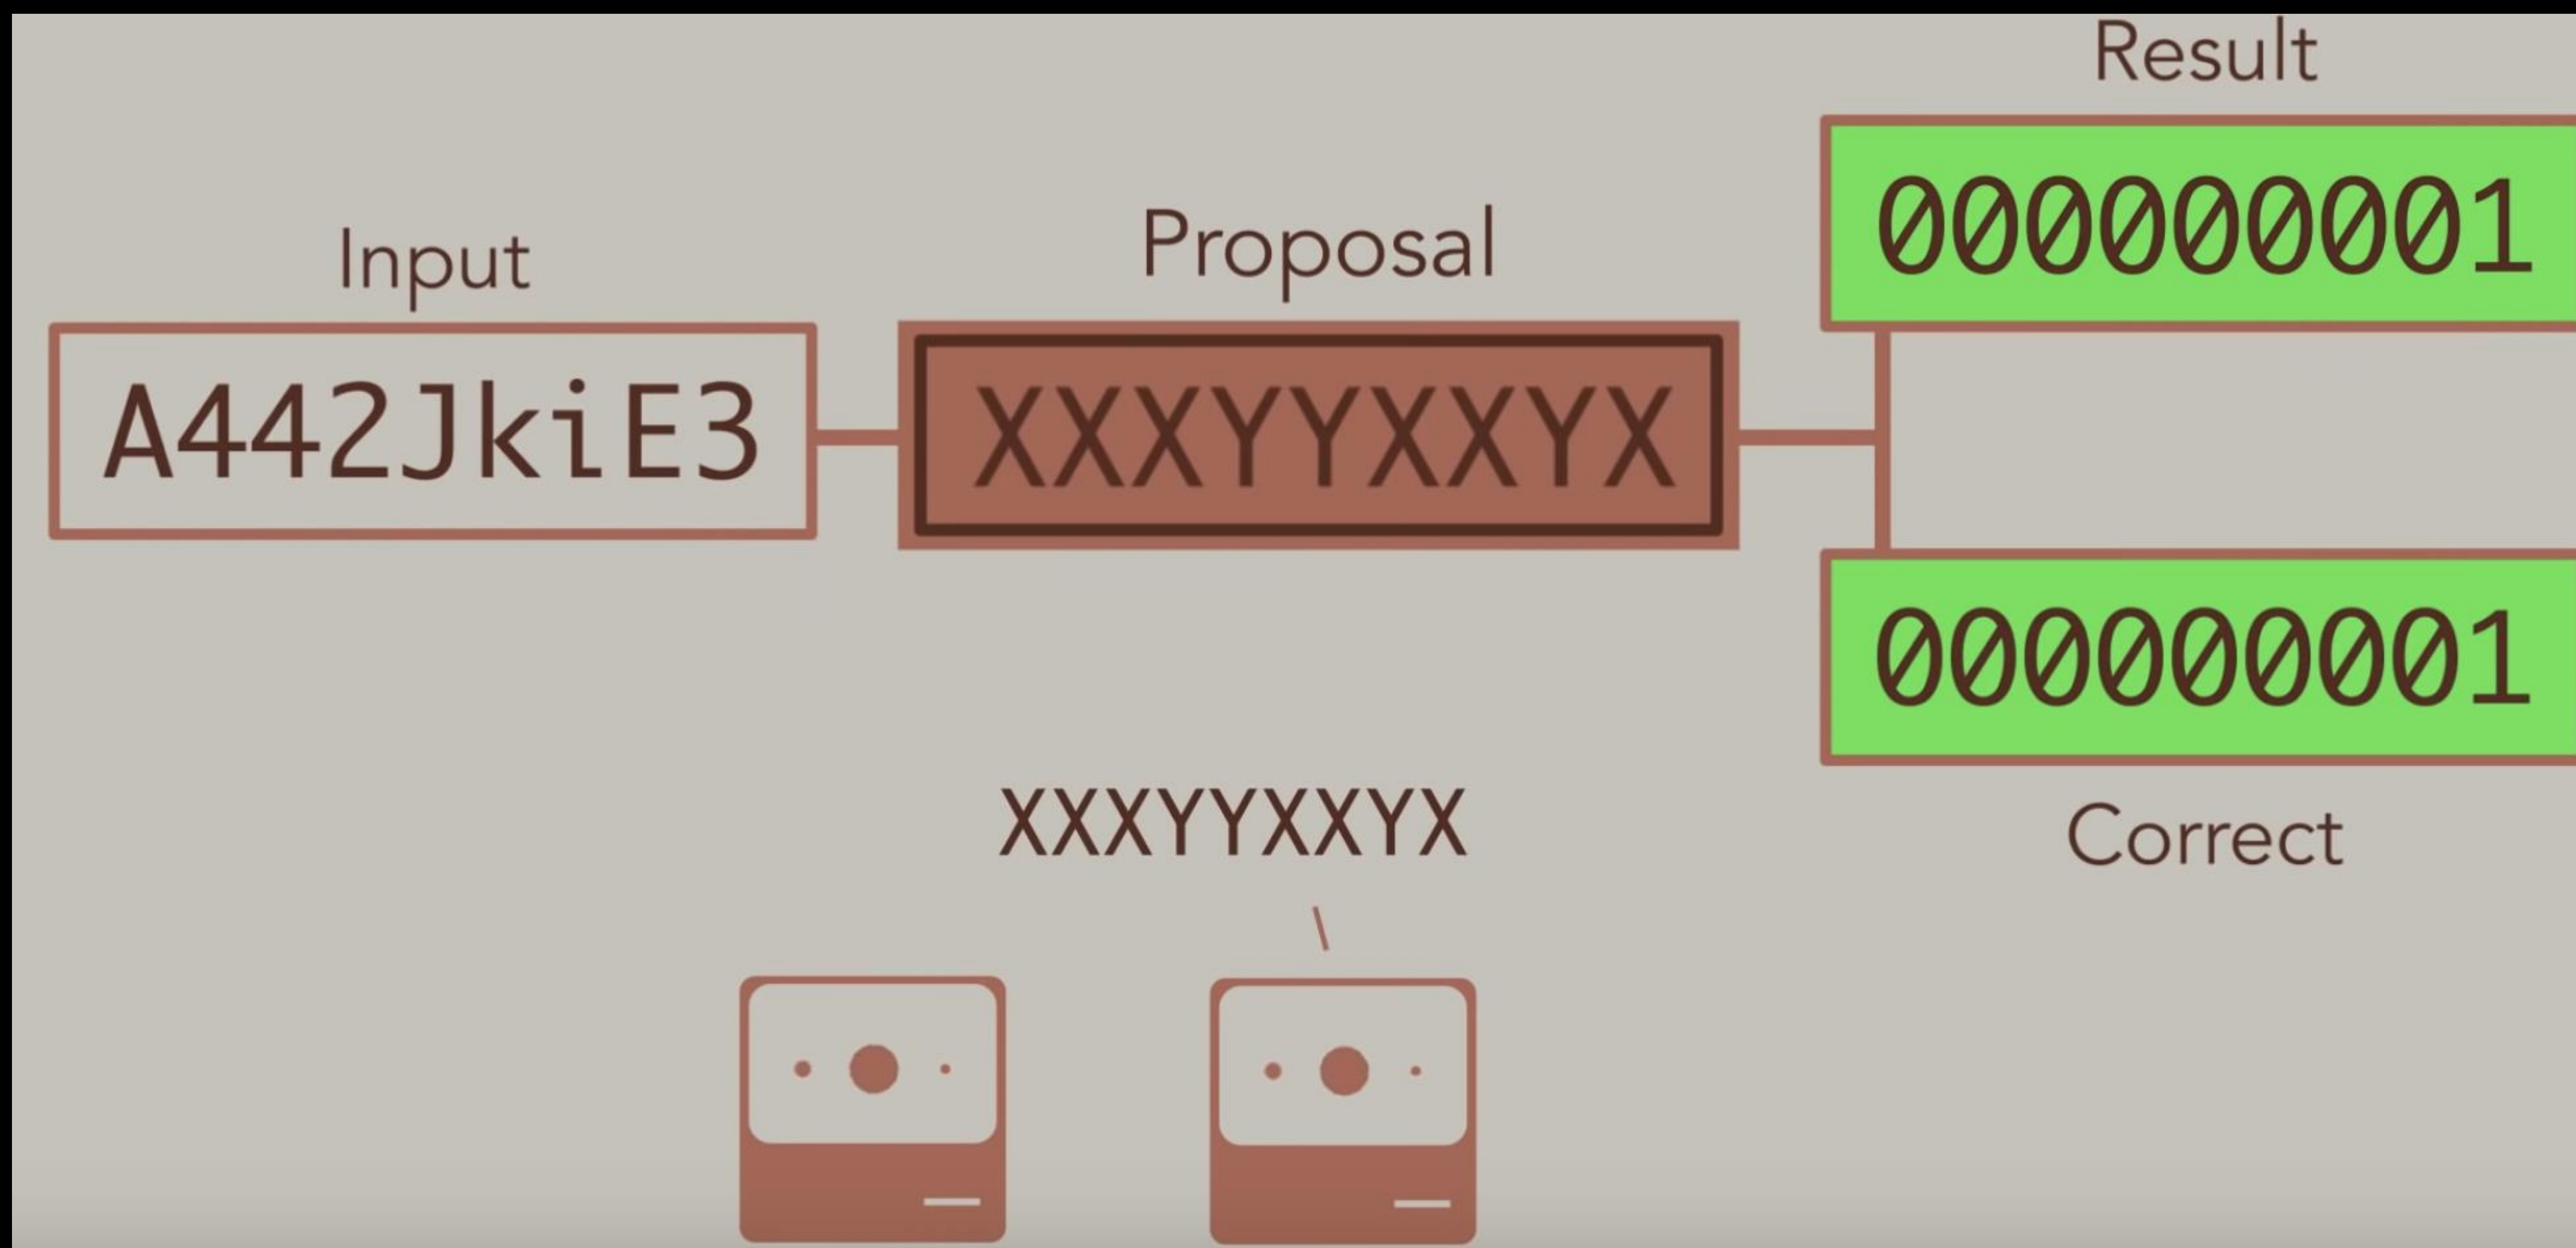 Result
000000001
Input
Proposal
A442JkiE3
XXXYYXXYX
000000001
Correct
XXXYYXXYX